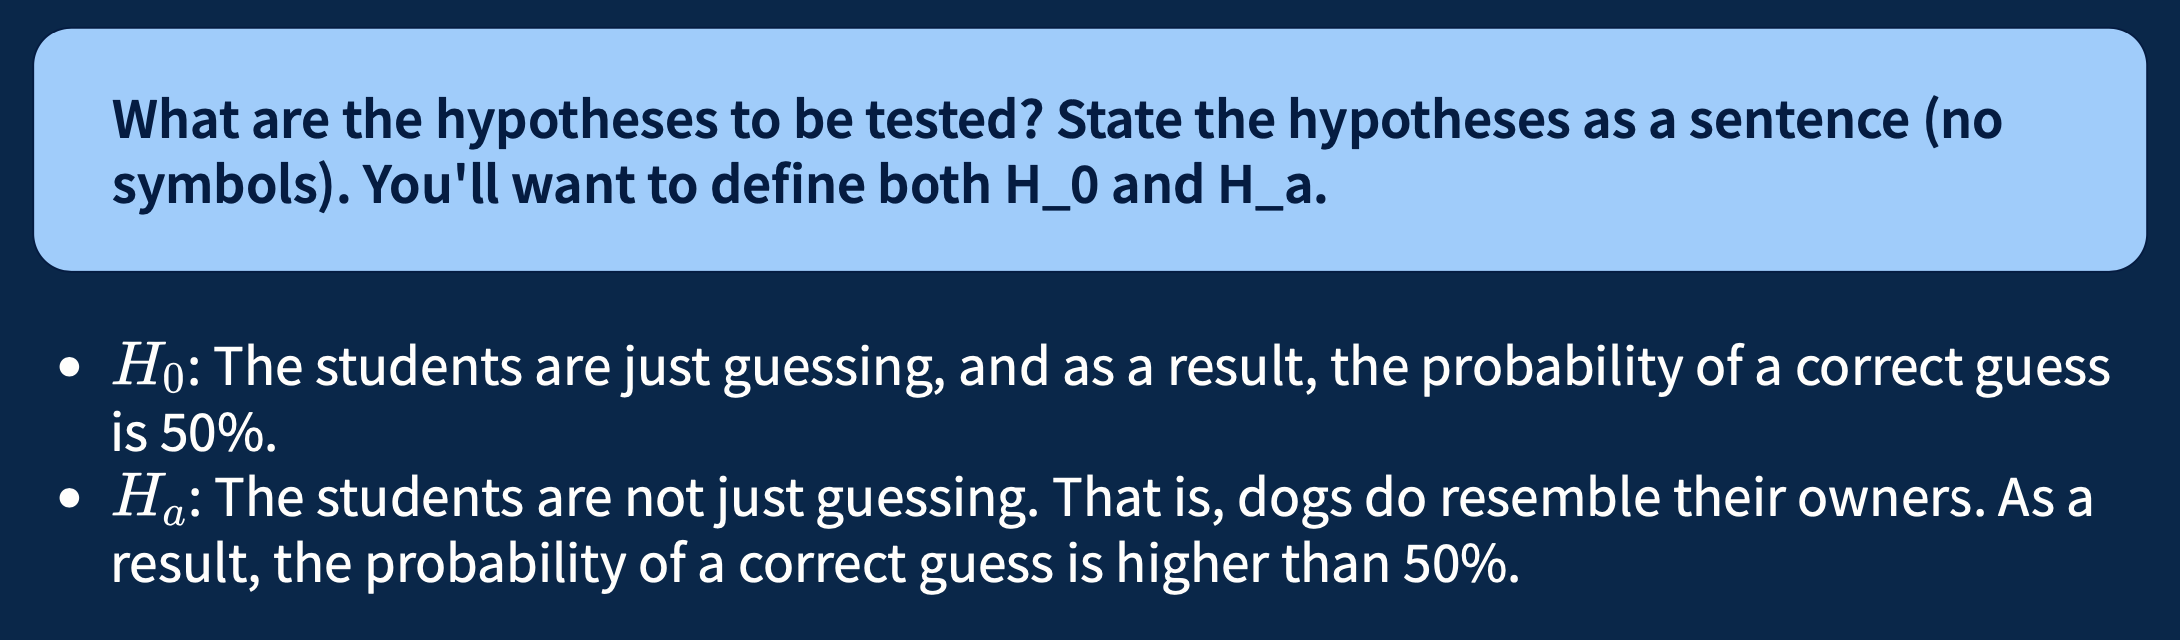 What are the hypotheses to be tested? State the hypotheses as a sentence (no
symbols). You'll want to define both H_0 and H_a.
• H₀: The students are just guessing, and as a result, the probability of a correct guess
is 50%.
• Hₐ: The students are not just guessing. That is, dogs do resemble their owners. As a
result, the probability of a correct guess is higher than 50%.